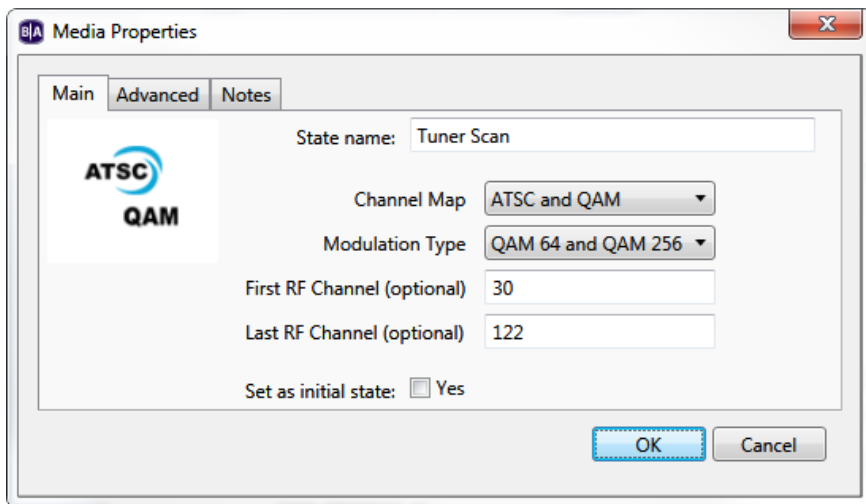 B|A Media Properties
Main Advanced Notes
ATSC
QAM
State name: Tuner Scan
Channel Map ATSC and QAM
Modulation Type QAM 64 and QAM 256
First RF Channel (optional) 30
Last RF Channel (optional) 122
Set as initial state: Yes
OK Cancel